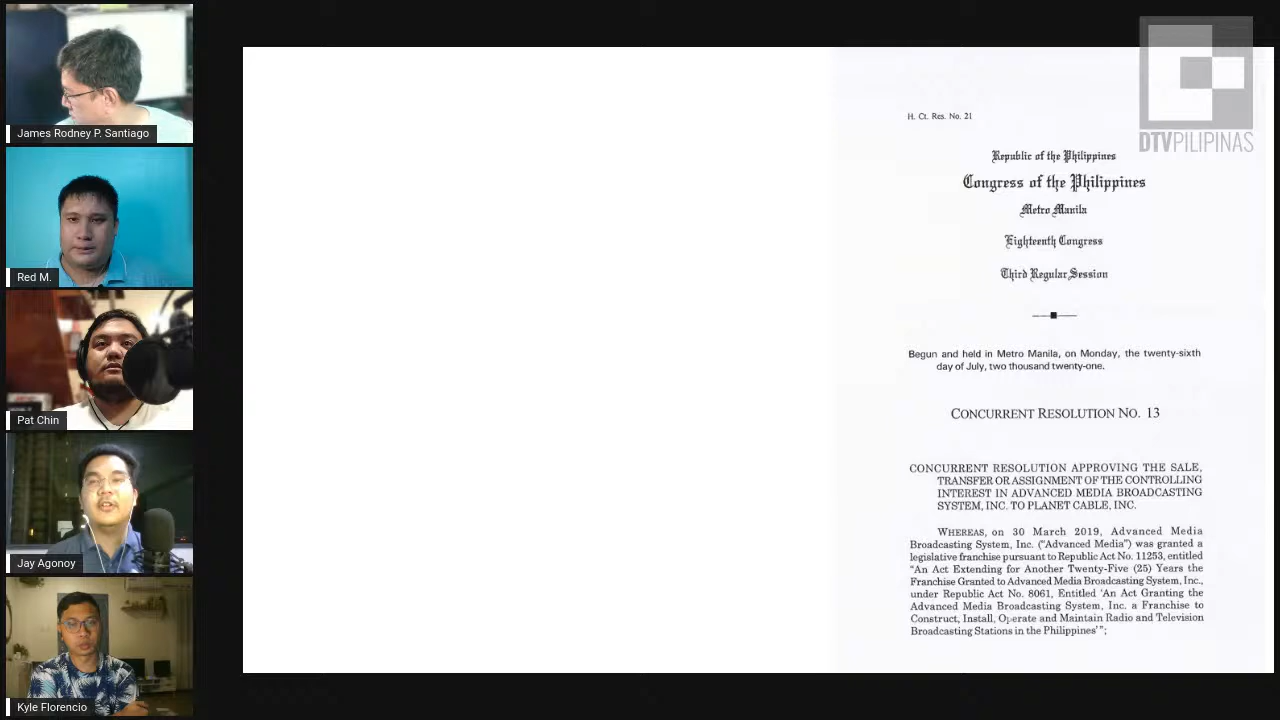 James Rodney P. Santiago
Red M.
Pat Chin
Jay Agonoy
Kyle Florencio
DTVPILIPINAS
H. Ct. Res. No. 21
Republic of the Philippines
Congress of the Philippines
Metro Manila
Eighteenth Congress
Third Regular Session
Begun and held in Metro Manila, on Monday, the twenty-sixth
day of July, two thousand twenty-one.
CONCURRENT RESOLUTION NO. 13
CONCURRENT RESOLUTION APPROVING THE SALE,
TRANSFER OR ASSIGNMENT OF THE CONTROLLING
INTEREST IN ADVANCED MEDIA BROADCASTING
SYSTEM, INC. TO PLANET CABLE, INC.
WHEREAS, on 30 March 2019, Advanced Media
Broadcasting System, Inc. ("Advanced Media") was granted a
legislative franchise pursuant to Republic Act No. 11253, entitled
"An Act Extending for Another Twenty-Five (25) Years the
Franchise Granted to Advanced Media Broadcasting System, Inc.,
under Republic Act No. 8061, Entitled 'An Act Granting the
Advanced Media Broadcasting System, Inc. a Franchise to
Construct, Install, Operate and Maintain Radio and Television
Broadcasting Stations in the Philippines'";